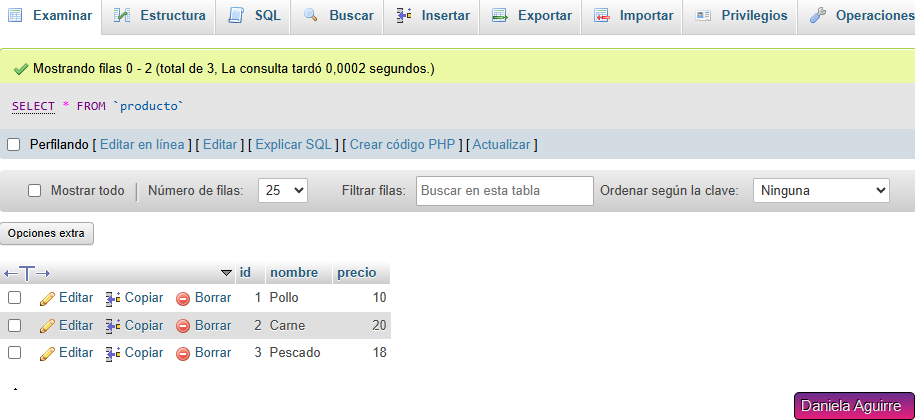 Examinar Estructura SQL Buscar Insertar Exportar Importar Privilegios Operaciones
Mostrando filas 0 - 2 (total de 3, La consulta tardó 0,0002 segundos.)
SELECT * FROM `producto`
Perfilando [ Editar en línea ] [ Editar ] [ Explicar SQL ] [ Crear código PHP ] [ Actualizar ]
Mostrar todo Número de filas: 25 Filtrar filas: Buscar en esta tabla Ordenar según la clave: Ninguna
Opciones extra
←T→ id nombre precio
Editar Copiar Borrar 1 Pollo 10
Editar Copiar Borrar 2 Carne 20
Editar Copiar Borrar 3 Pescado 18
Daniela Aguirre